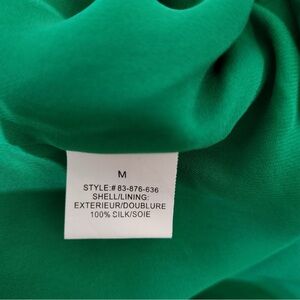 M
STYLE:# 83-876-636
SHELL/LINING:
EXTERIEUR/DOUBLURE
100% SILK/SOIE